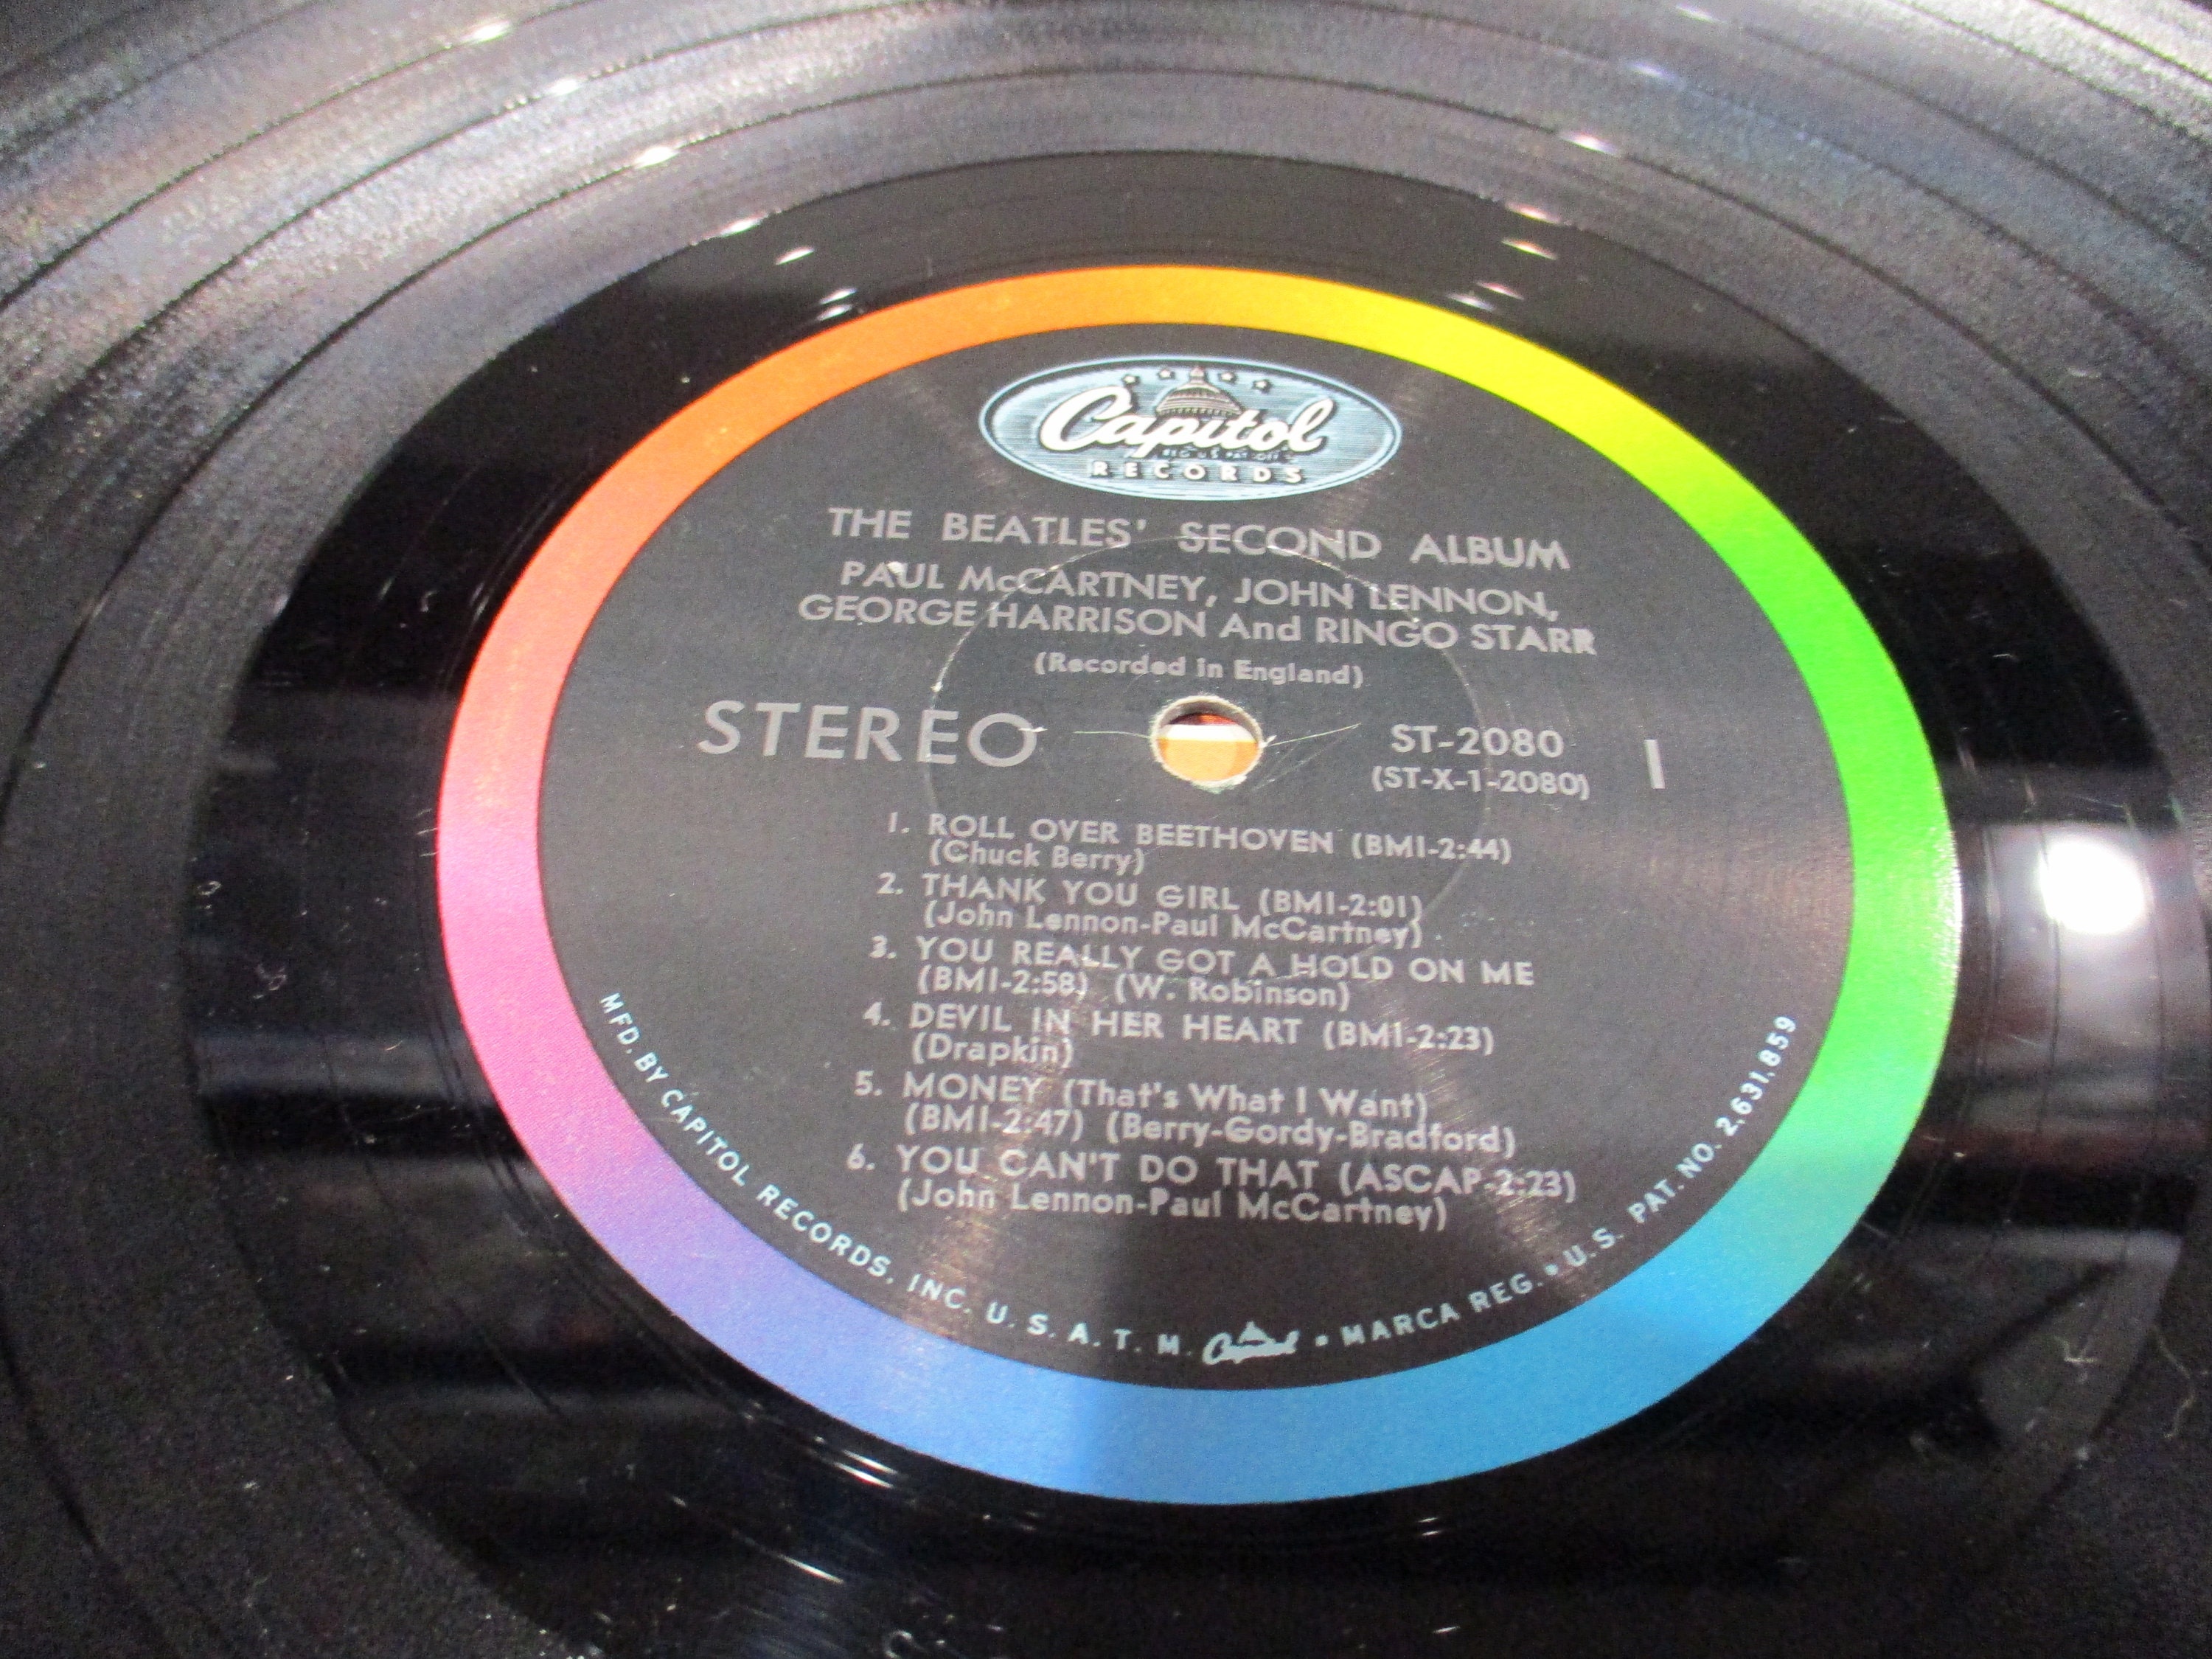 Capitol
REG. U.S. PAT. OFF.
RECORDS
THE BEATLES' SECOND ALBUM
PAUL McCARTNEY, JOHN LENNON,
GEORGE HARRISON And RINGO STARR
(Recorded in England)
STEREO
ST-2080
(ST-X-1-2080)
1
1. ROLL OVER BEETHOVEN (BMI-2:44)
(Chuck Berry)
2. THANK YOU GIRL (BMI-2:01)
(John Lennon-Paul McCartney)
3. YOU REALLY GOT A HOLD ON ME
(BMI-2:58) (W. Robinson)
4. DEVIL IN HER HEART (BMI-2:23)
(Drapkin)
5. MONEY (That's What I Want)
(BMI-2:47) (Berry-Gordy-Bradford)
6. YOU CAN'T DO THAT (ASCAP-2:23)
(John Lennon-Paul McCartney)
MFD. BY CAPITOL RECORDS, INC. U. S. A. T. M. Capitol • MARCA REG. • U.S. PAT. NO. 2,631,859